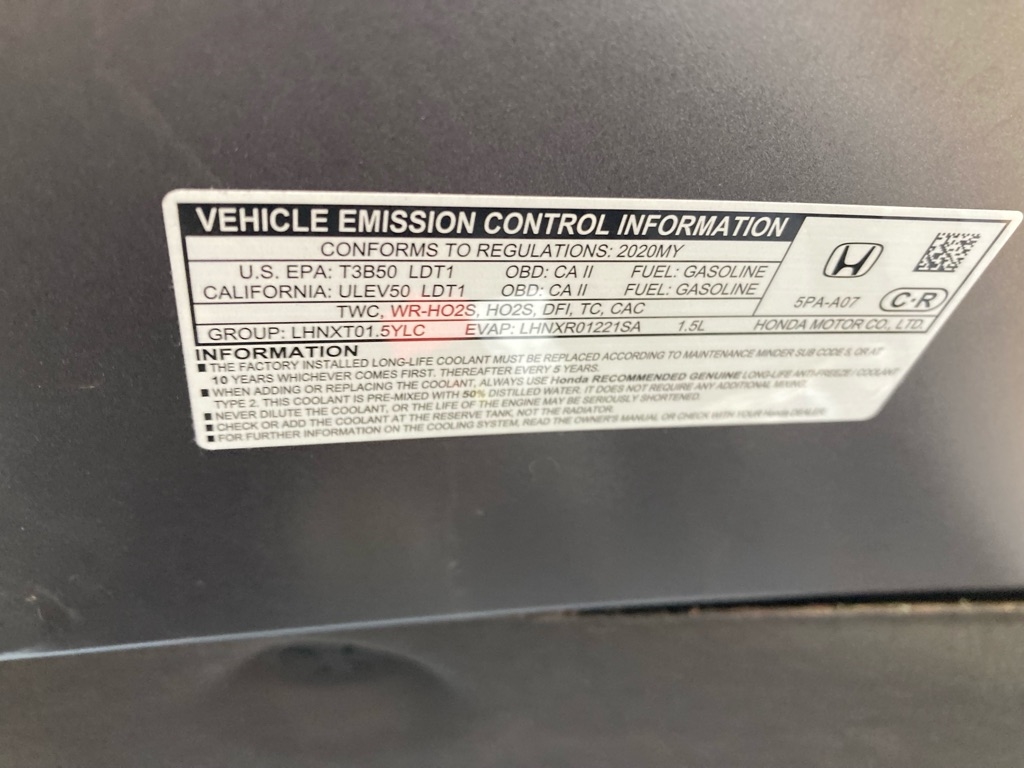 VEHICLE EMISSION CONTROL INFORMATION
CONFORMS TO REGULATIONS: 2020MY
U.S. EPA: T3B50 LDT1 OBD: CA II FUEL: GASOLINE
CALIFORNIA: ULEV50 LDT1 OBD: CA II FUEL: GASOLINE
5PA-A07 C·R
TWC, WR-HO2S, HO2S, DFI, TC, CAC
GROUP: LHNXT01.5YLC EVAP: LHNXR01221SA 1.5L HONDA MOTOR CO., LTD.
INFORMATION
■ THE FACTORY INSTALLED LONG-LIFE COOLANT MUST BE REPLACED ACCORDING TO MAINTENANCE MINDER SUB CODE 5, OR AT
10 YEARS WHICHEVER COMES FIRST. THEREAFTER EVERY 5 YEARS.
■ WHEN ADDING OR REPLACING THE COOLANT, ALWAYS USE Honda RECOMMENDED GENUINE LONG-LIFE ANTI-FREEZE / COOLANT
TYPE 2. THIS COOLANT IS PRE-MIXED WITH 50% DISTILLED WATER. IT DOES NOT REQUIRE ANY ADDITIONAL MIXING.
■ NEVER DILUTE THE COOLANT, OR THE LIFE OF THE ENGINE MAY BE SERIOUSLY SHORTENED.
■ CHECK OR ADD THE COOLANT AT THE RESERVE TANK, NOT THE RADIATOR.
■ FOR FURTHER INFORMATION ON THE COOLING SYSTEM, READ THE OWNER'S MANUAL OR CHECK WITH YOUR Honda DEALER.